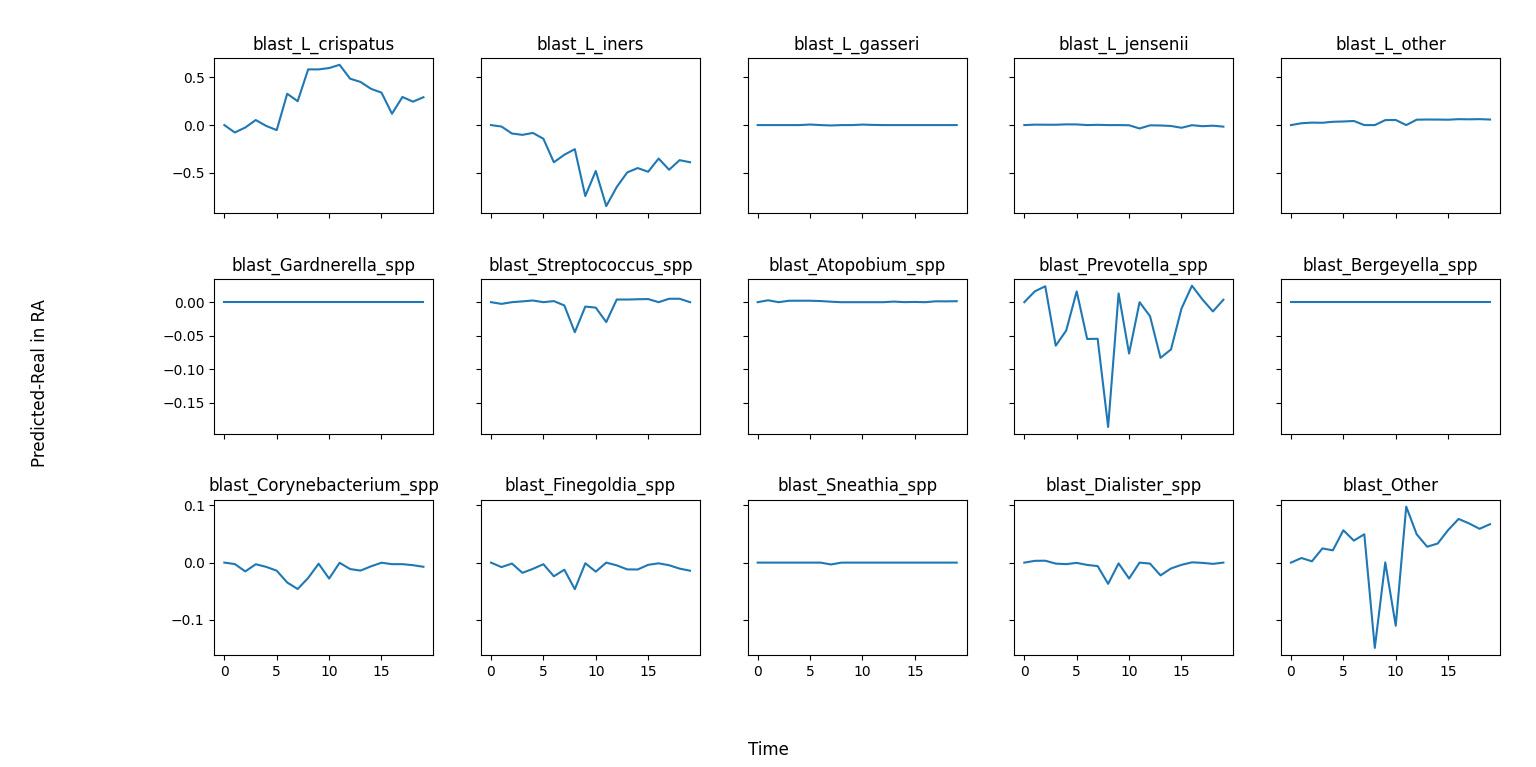 blast_L_crispatus
blast_L_iners
blast_L_gasseri
blast_L_jensenii
blast_L_other
0.5
0.0
−0.5
blast_Gardnerella_spp
blast_Streptococcus_spp
blast_Atopobium_spp
blast_Prevotella_spp
blast_Bergeyella_spp
0.00
−0.05
−0.10
−0.15
Predicted-Real in RA
blast_Corynebacterium_spp
blast_Finegoldia_spp
blast_Sneathia_spp
blast_Dialister_spp
blast_Other
0.1
0.0
−0.1
0 5 10 15
0 5 10 15
0 5 10 15
0 5 10 15
0 5 10 15
Time